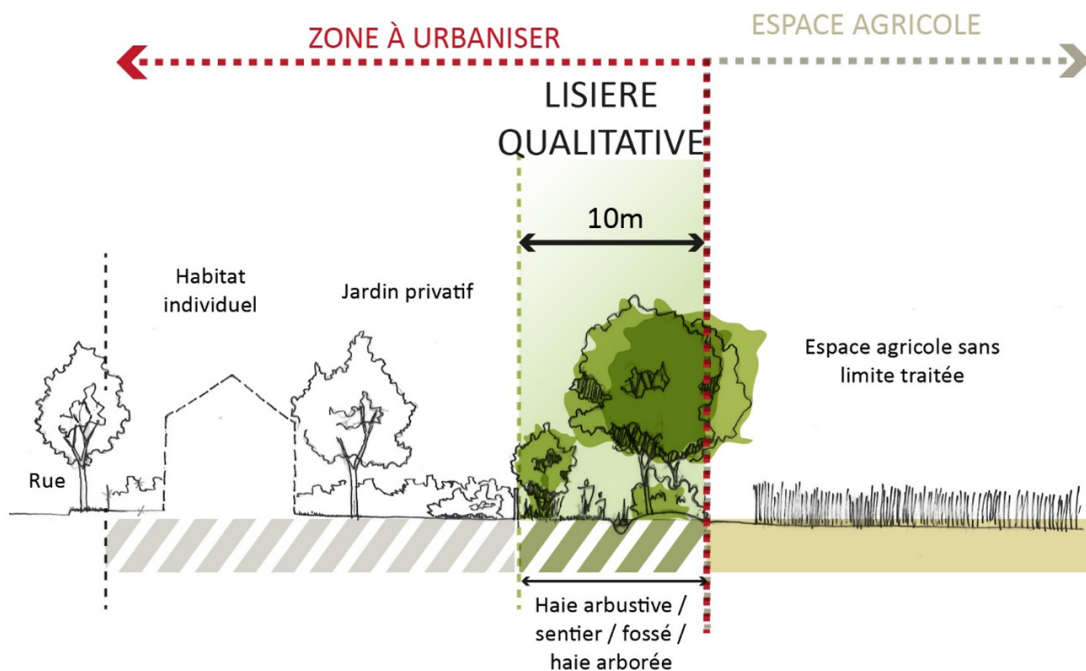 ZONE À URBANISER
ESPACE AGRICOLE
LISIERE
QUALITATIVE
10m
Habitat
individuel
Jardin privatif
Espace agricole sans
limite traitée
Rue
Haie arbustive /
sentier / fossé /
haie arborée